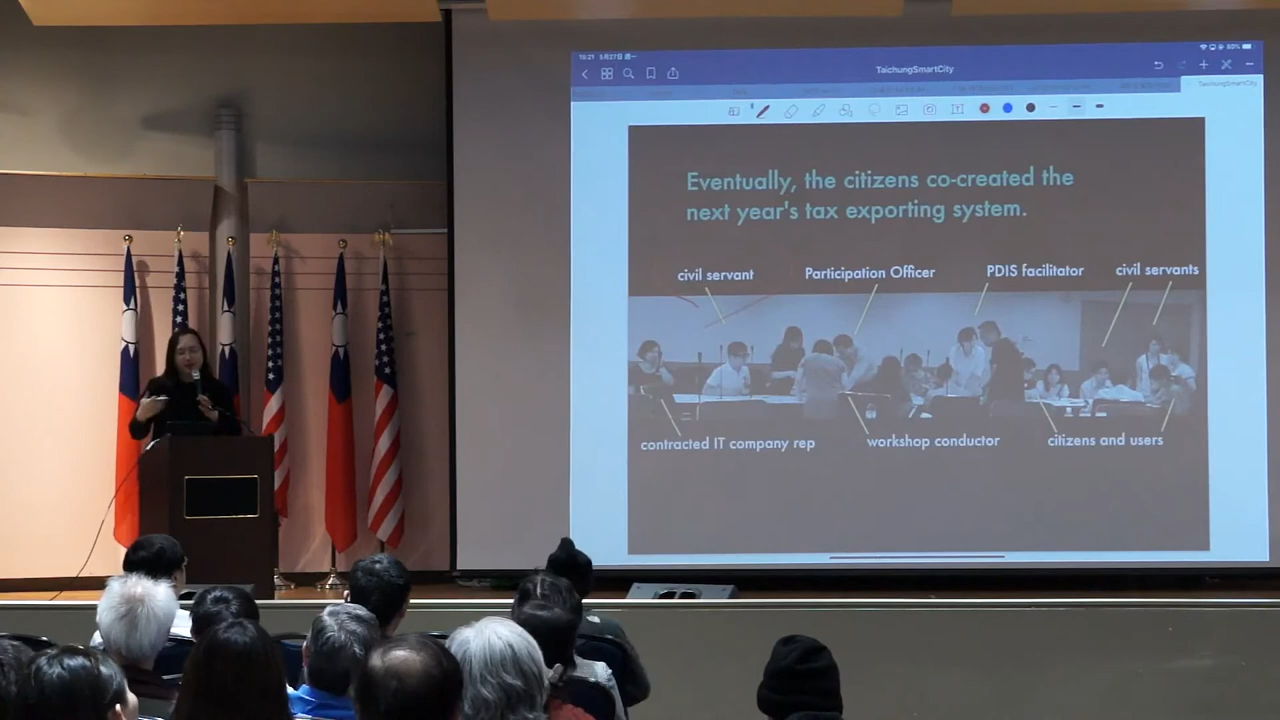 TaichungSmartCity
TaichungSmartCity
Eventually, the citizens co-created the
next year's tax exporting system.
civil servant
Participation Officer
PDIS facilitator
civil servants
contracted IT company rep
workshop conductor
citizens and users